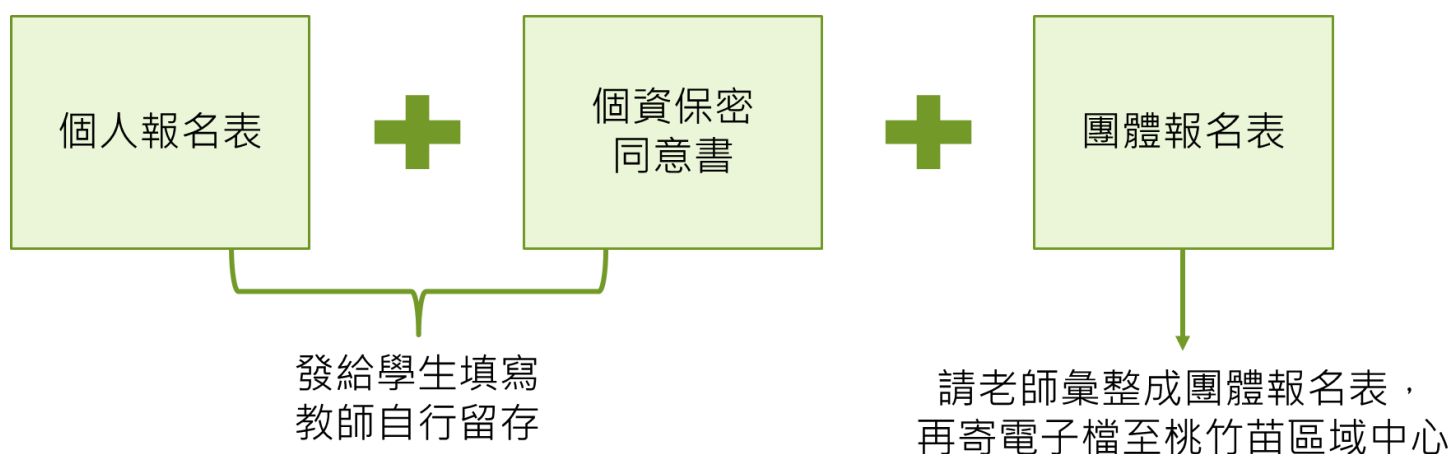 個人報名表
個資保密
同意書
團體報名表
發給學生填寫
教師自行留存
請老師彙整成團體報名表，
再寄電子檔至桃竹苗區域中心